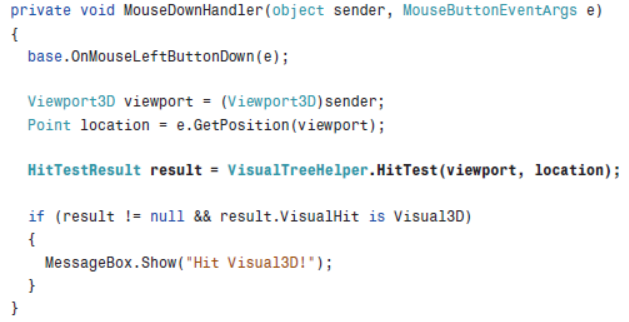 private void MouseDownHandler(object sender, MouseButtonEventArgs e)
{
base.OnMouseLeftButtonDown(e);
Viewport3D viewport = (Viewport3D)sender;
Point location = e.GetPosition(viewport);
HitTestResult result = VisualTreeHelper.HitTest(viewport, location);
if (result != null && result.VisualHit is Visual3D)
{
MessageBox.Show("Hit Visual3D!");
}
}